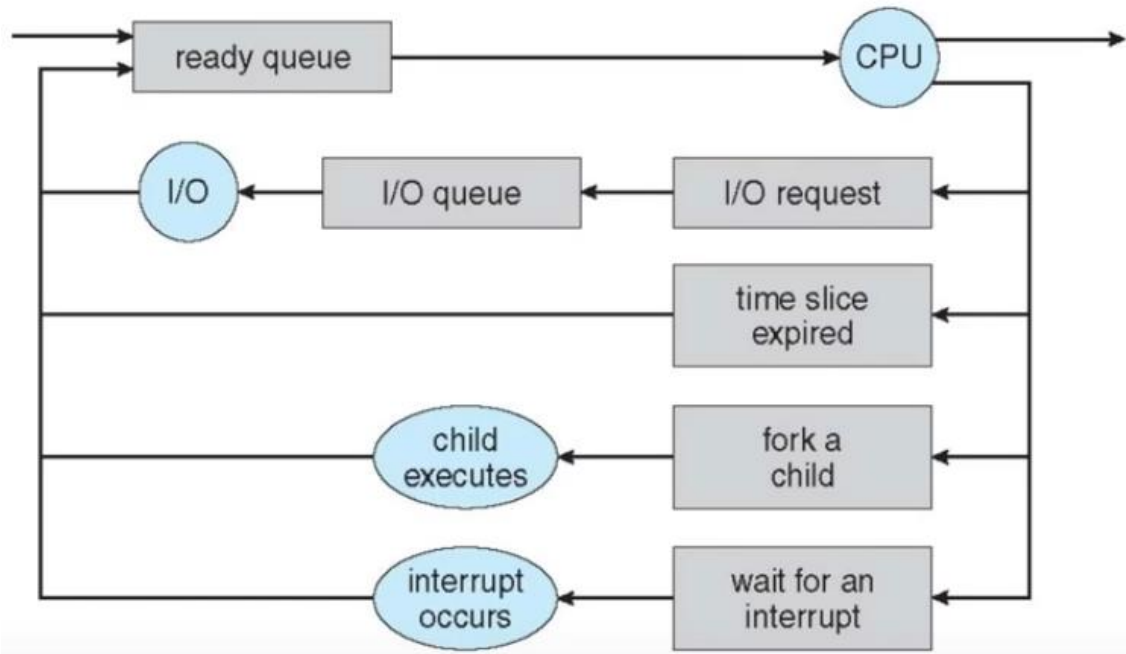 ready queue
CPU
I/O
I/O queue
I/O request
time slice
expired
child
executes
fork a
child
interrupt
occurs
wait for an
interrupt